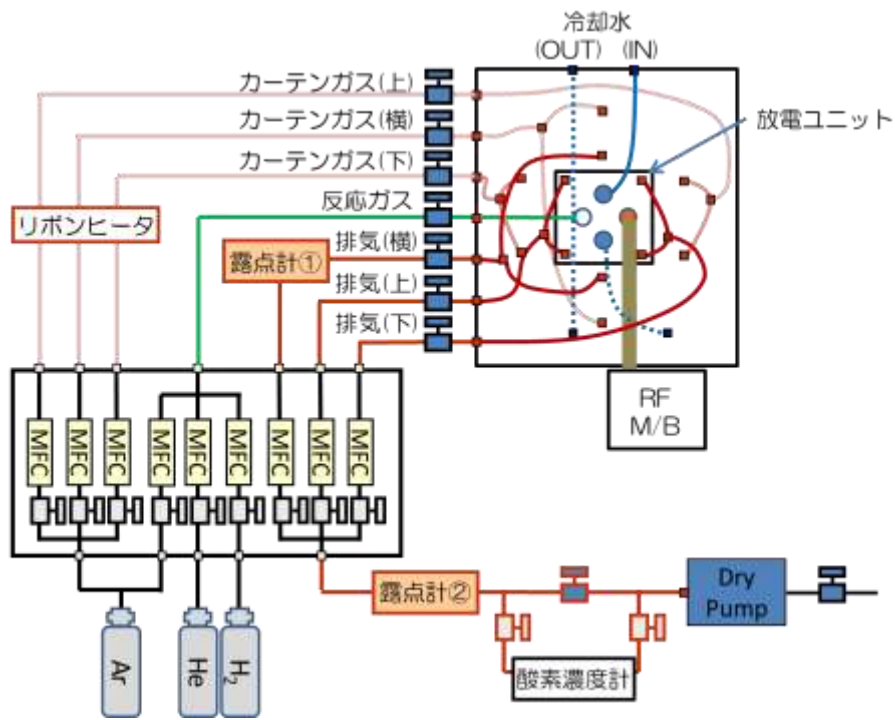 冷却水
(OUT) (IN)
カーテンガス(上)
カーテンガス(横)
カーテンガス(下)
反応ガス
排気(横)
排気(上)
排気(下)
放電ユニット
リボンヒータ
露点計①
RF
M/B
MFC
MFC
MFC
MFC
MFC
MFC
MFC
MFC
MFC
露点計②
Dry
Pump
酸素濃度計
Ar
He
H₂